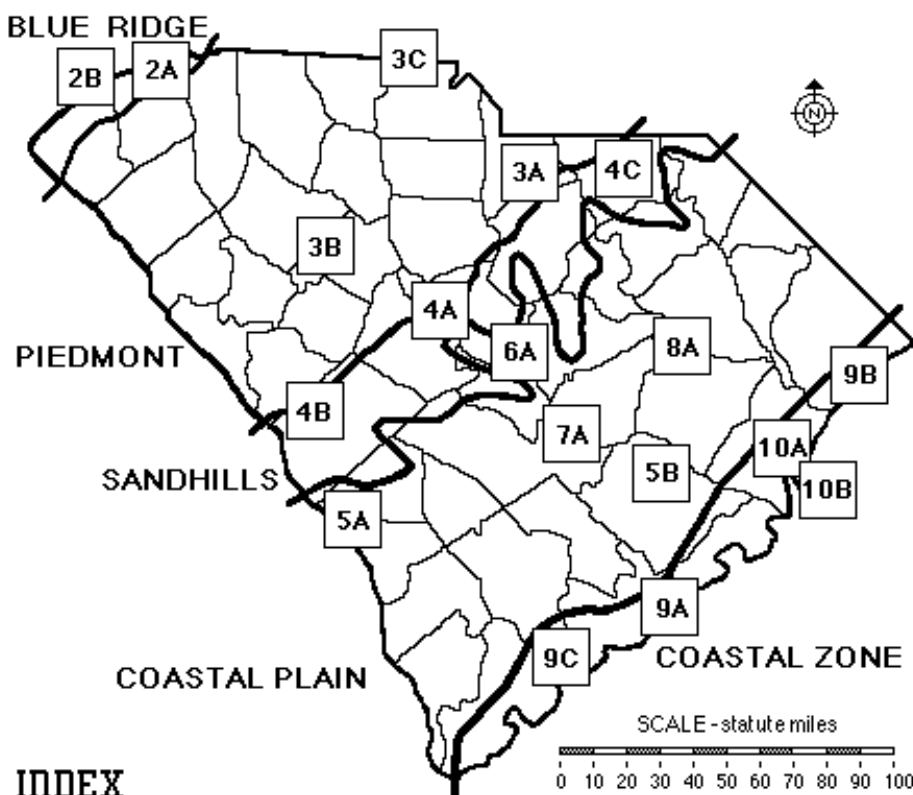 BLUE RIDGE
2B
2A
3C
N
3A
4C
3B
4A
PIEDMONT
6A
8A
9B
4B
7A
10A
SANDHILLS
5B
10B
5A
9A
COASTAL PLAIN
9C
COASTAL ZONE
SCALE - statute miles
0 10 20 30 40 50 60 70 80 90 100
INDEX